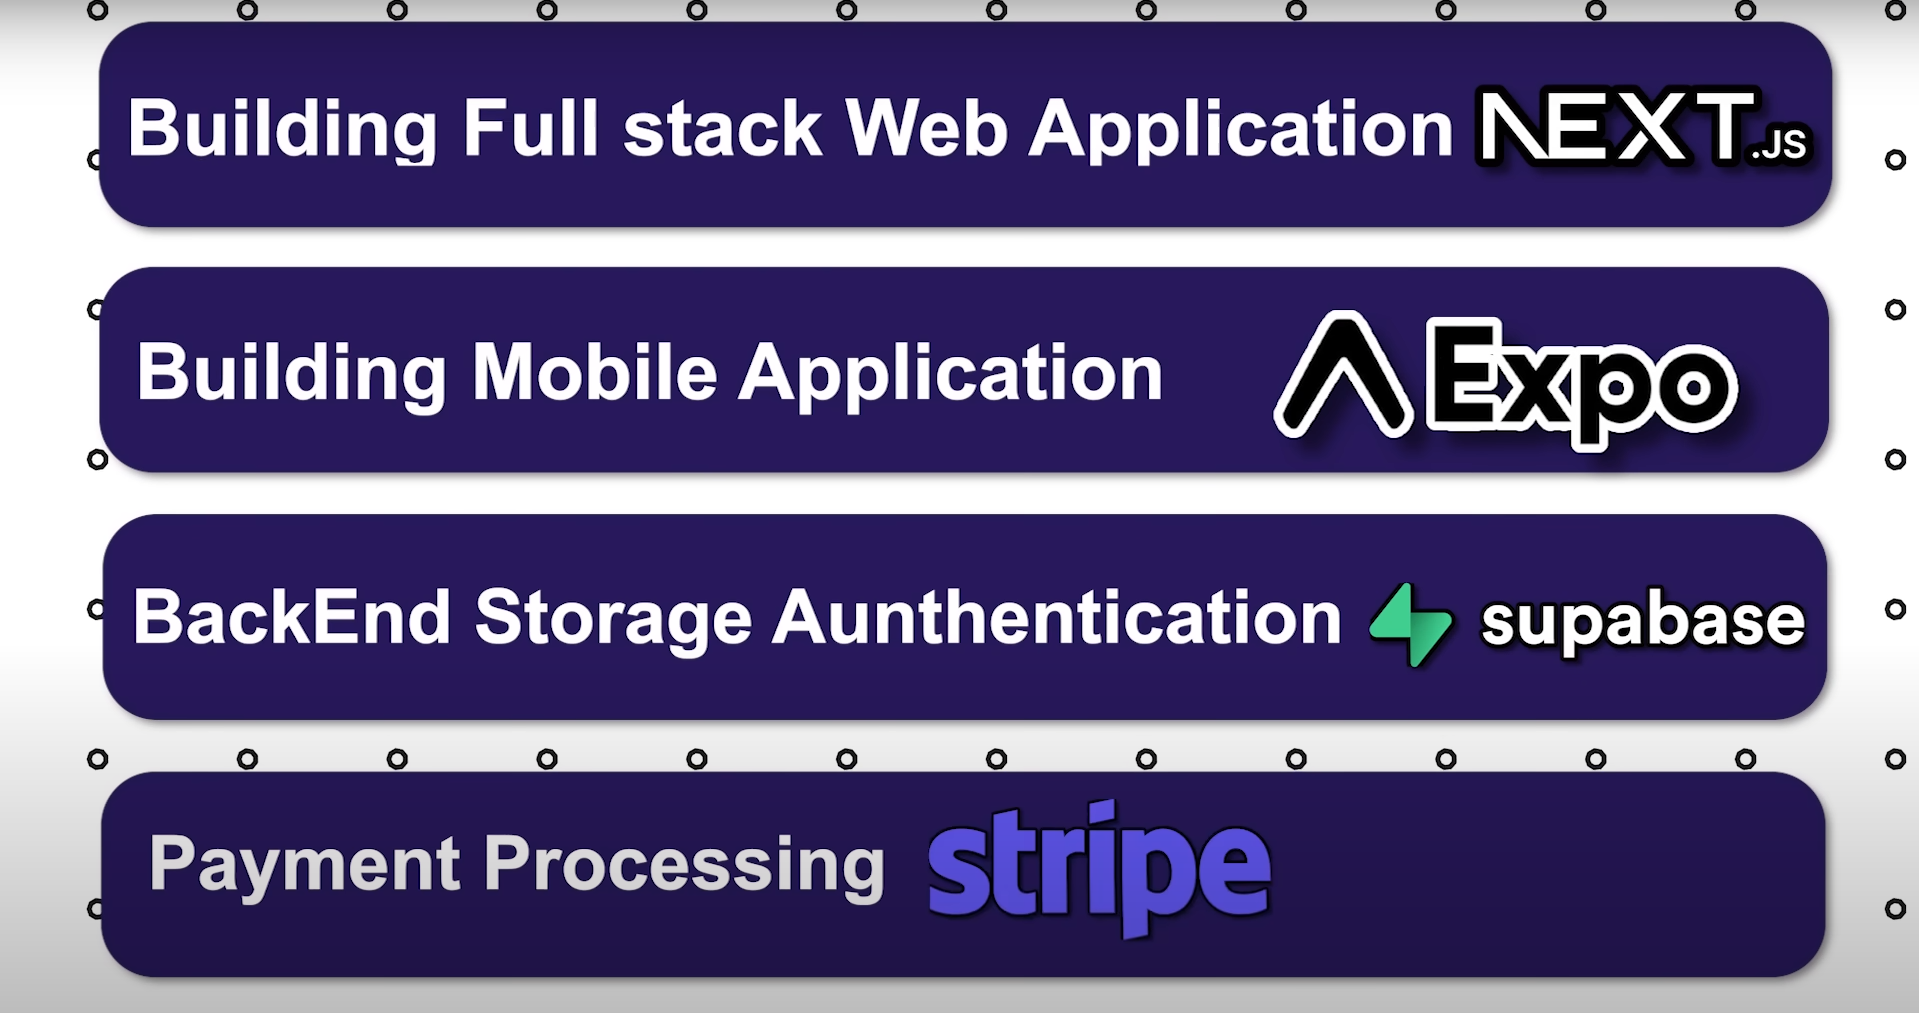 Building Full stack Web Application NEXT.JS
Building Mobile Application Expo
BackEnd Storage Aunthentication supabase
Payment Processing stripe